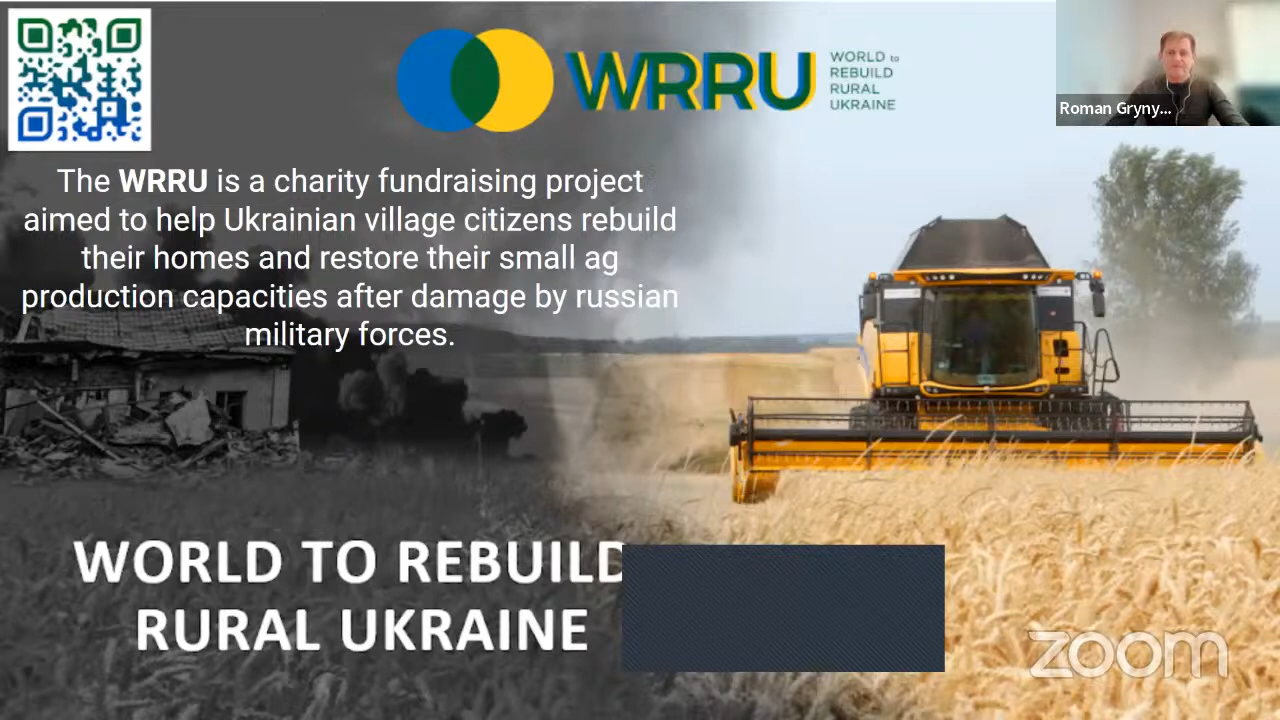 WRRU
WORLD to
REBUILD
RURAL
UKRAINE
Roman Gryny...
The WRRU is a charity fundraising project
aimed to help Ukrainian village citizens rebuild
their homes and restore their small ag
production capacities after damage by russian
military forces.
WORLD TO REBUILD
RURAL UKRAINE
zoom